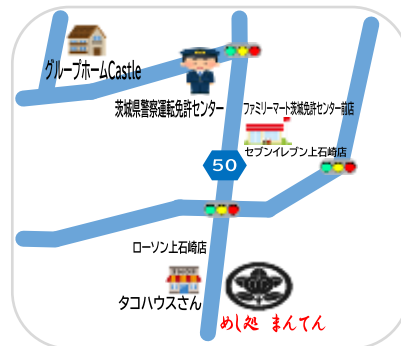 グループホームCastle
茨城県警察運転免許センター
ファミリーマート茨城免許センター前店
セブンイレブン上石崎店
50
ローソン上石崎店
タコハウスさん
めし処 まんてん